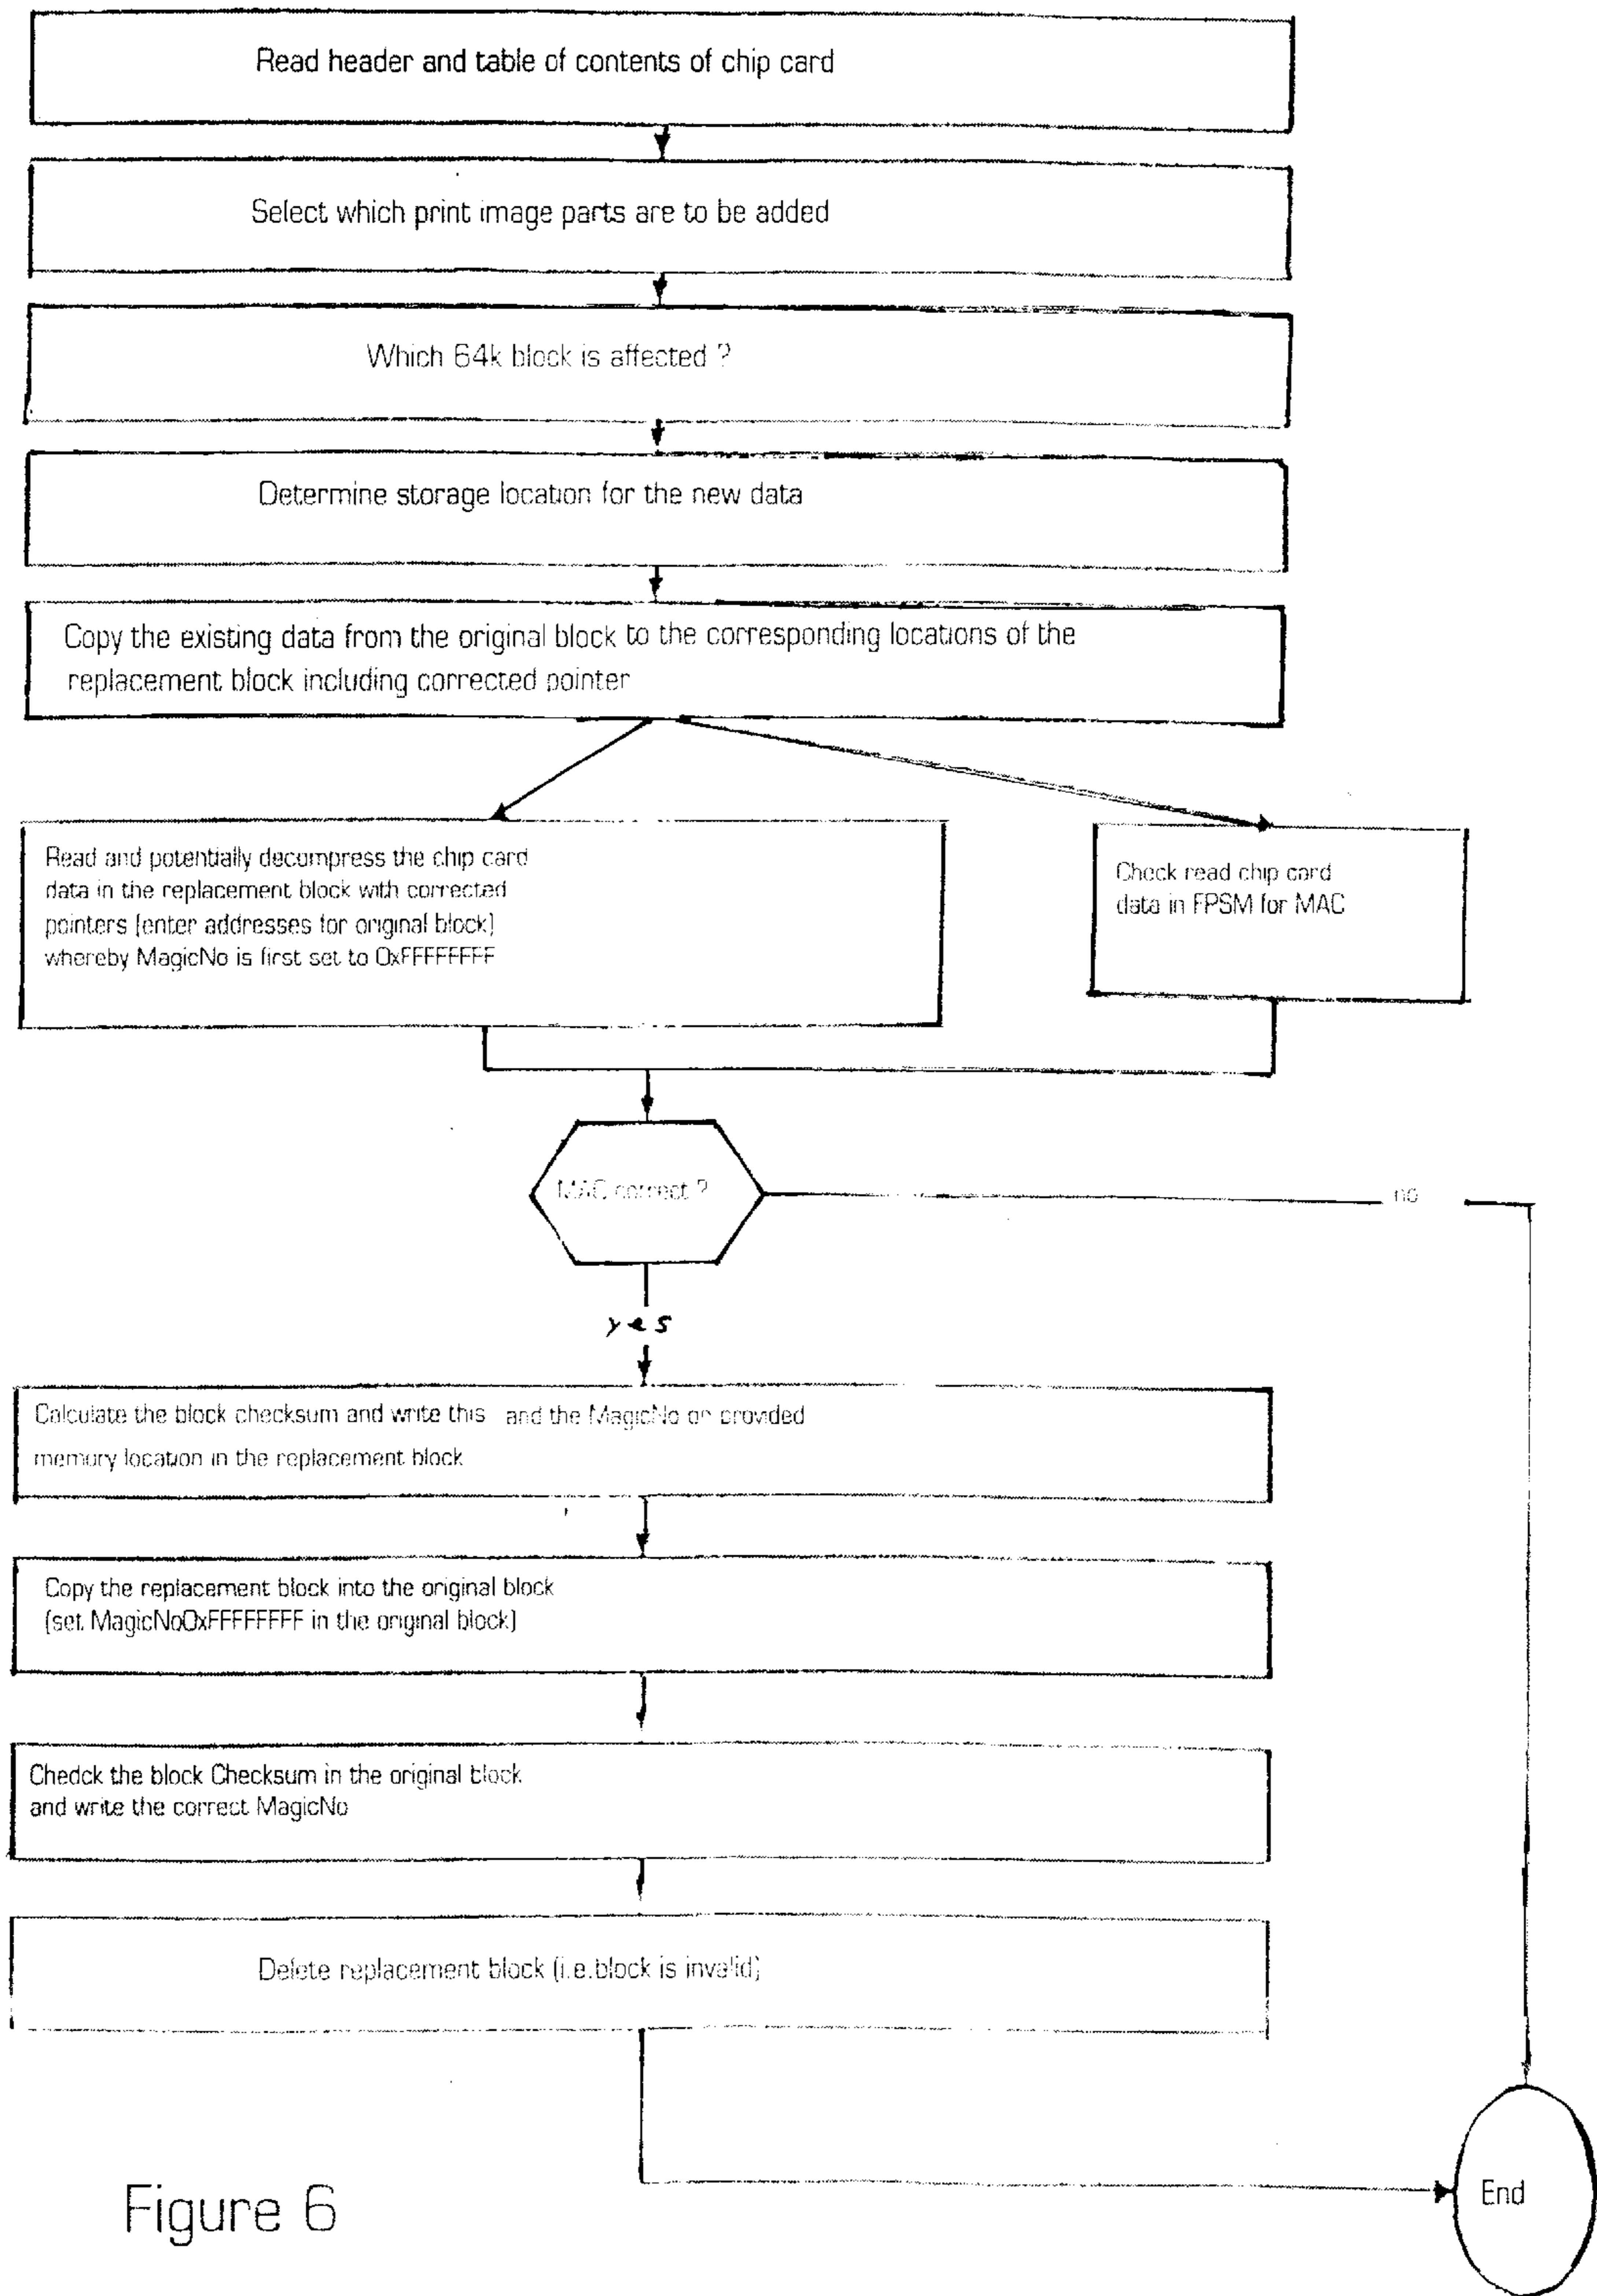 Read header and table of contents of chip card
Select which print image parts are to be added
Which 64k block is affected ?
Determine storage location for the new data
Copy the existing data from the original block to the corresponding locations of the
replacement block including corrected pointer
Read and potentially decompress the chip card
data in the replacement block with corrected
pointers (enter addresses for original block)
whereby MagicNo is first set to 0xFFFFFFFF
Check read chip card
data in FPSM for MAC
MAC correct ?
no
yes
Calculate the block checksum and write this and the MagicNo on provided
memory location in the replacement block
Copy the replacement block into the original block
(set MagicNo0xFFFFFFFF in the original block)
Chedck the block Checksum in the original block
and write the correct MagicNo
Delete replacement block (i.e.block is invalid)
End
Figure 6